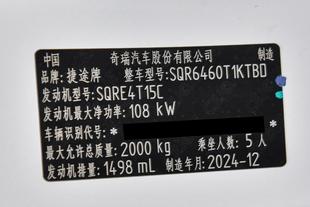 中国 奇瑞汽车股份有限公司 制造
品牌: 捷途牌 整车型号: SQR6460T1KTB□
发动机型号: SQRE4T15C
发动机最大净功率: 108 kW
车辆识别代号: * *
最大允许总质量: 2000 kg 乘坐人数: 5 人
发动机排量: 1498 mL 制造年月: 2024-12